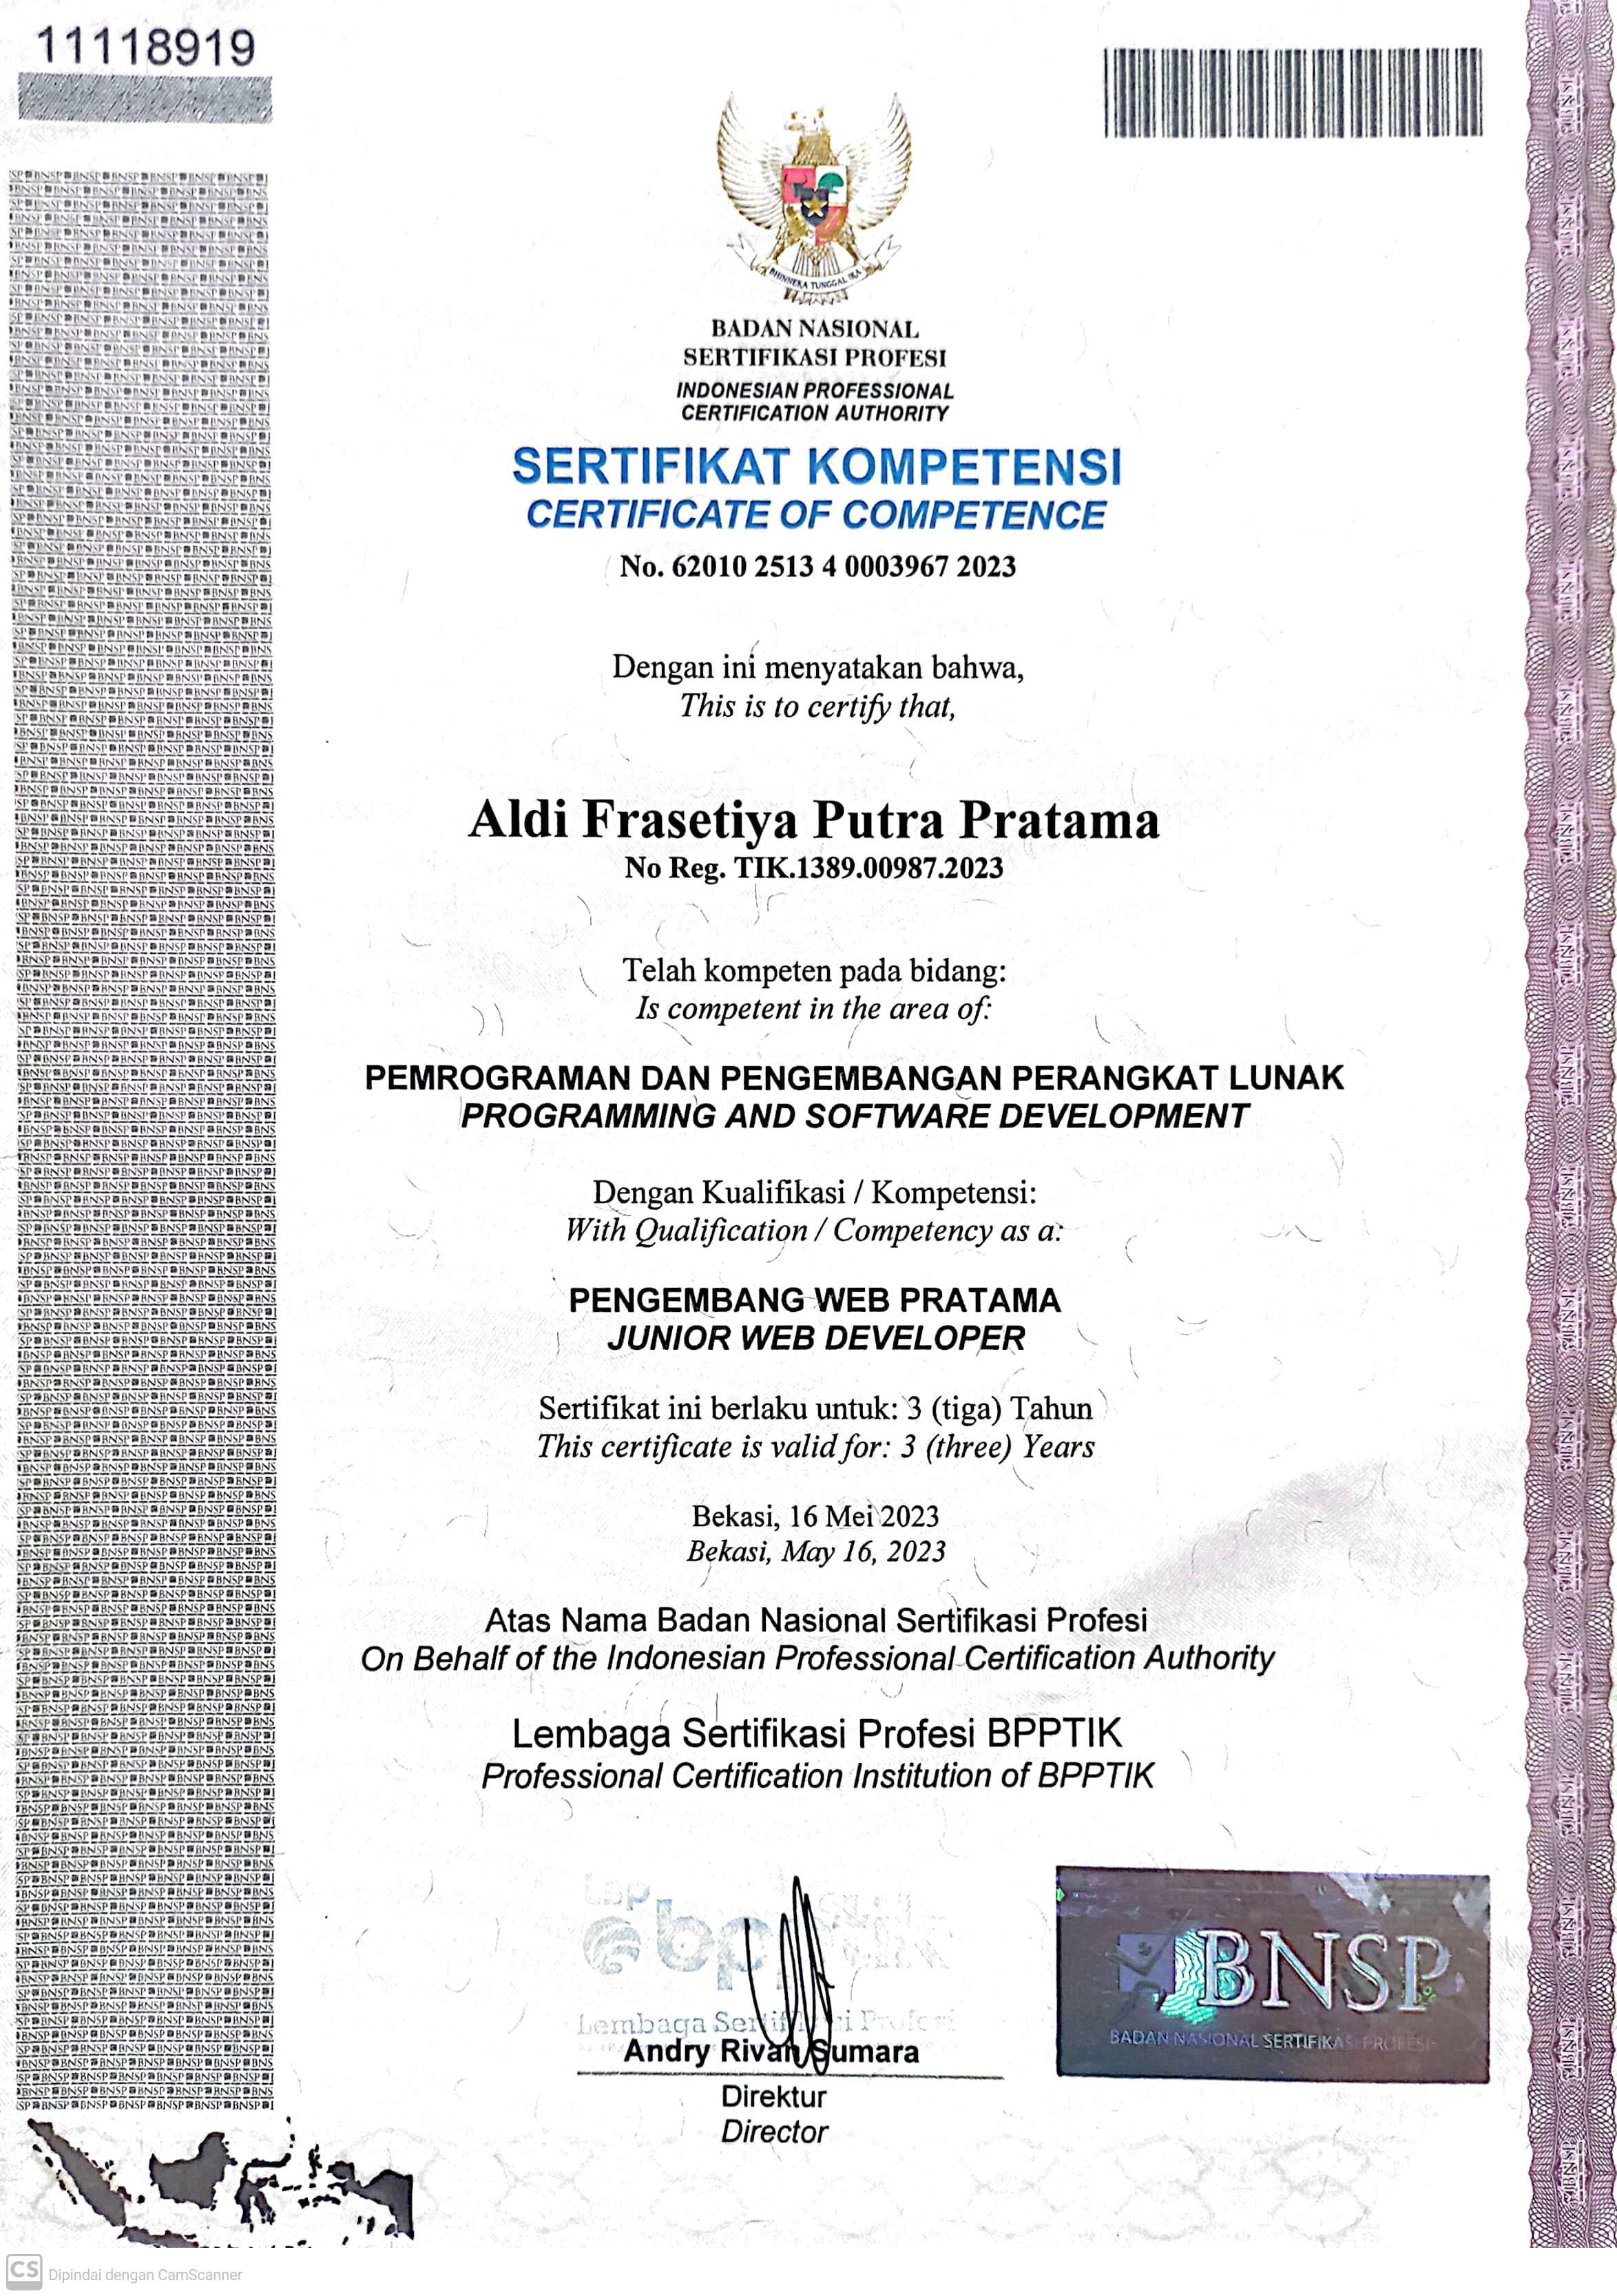 11118919
BHINNEKA TUNGGAL IKA
BADAN NASIONAL
SERTIFIKASI PROFESI
INDONESIAN PROFESSIONAL
CERTIFICATION AUTHORITY
SERTIFIKAT KOMPETENSI
CERTIFICATE OF COMPETENCE
No. 62010 2513 4 0003967 2023
Dengan ini menyatakan bahwa,
This is to certify that,
Aldi Frasetiya Putra Pratama
No Reg. TIK.1389.00987.2023
Telah kompeten pada bidang:
Is competent in the area of:
PEMROGRAMAN DAN PENGEMBANGAN PERANGKAT LUNAK
PROGRAMMING AND SOFTWARE DEVELOPMENT
Dengan Kualifikasi / Kompetensi:
With Qualification / Competency as a:
PENGEMBANG WEB PRATAMA
JUNIOR WEB DEVELOPER
Sertifikat ini berlaku untuk: 3 (tiga) Tahun
This certificate is valid for: 3 (three) Years
Bekasi, 16 Mei 2023
Bekasi, May 16, 2023
Atas Nama Badan Nasional Sertifikasi Profesi
On Behalf of the Indonesian Professional Certification Authority
Lembaga Sertifikasi Profesi BPPTIK
Professional Certification Institution of BPPTIK
Lembaga Sertifikasi Profesi
Andry Rivan Sumara
Direktur
Director
BNSP
BADAN NASIONAL SERTIFIKASI PROFESI
CS Dipindai dengan CamScanner